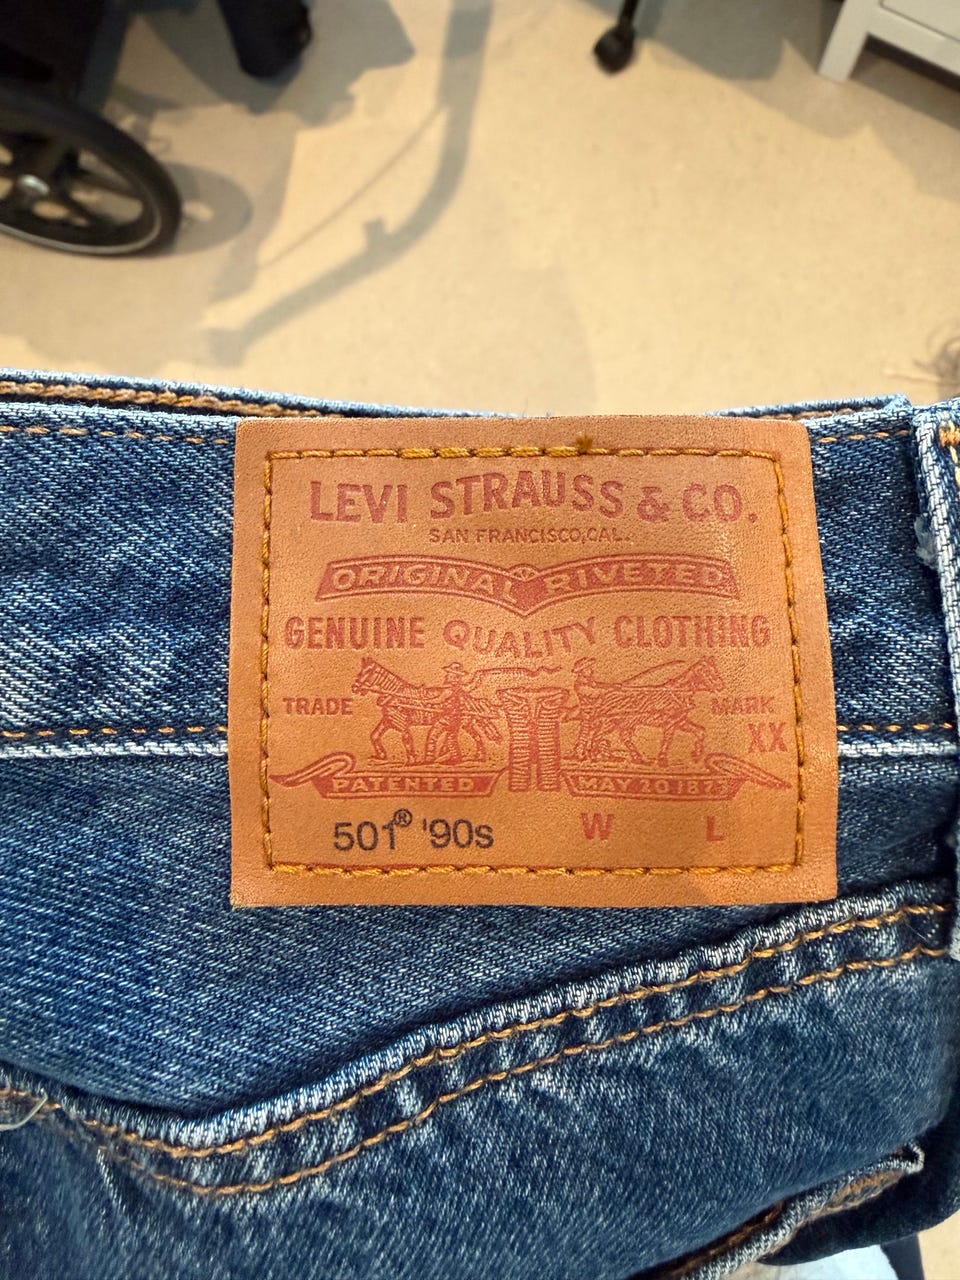 LEVI STRAUSS & CO.
SAN FRANCISCO, CAL.
ORIGINAL RIVETED
GENUINE QUALITY CLOTHING
TRADE MARK
XX
PATENTED MAY 20 1873
501® '90s W L